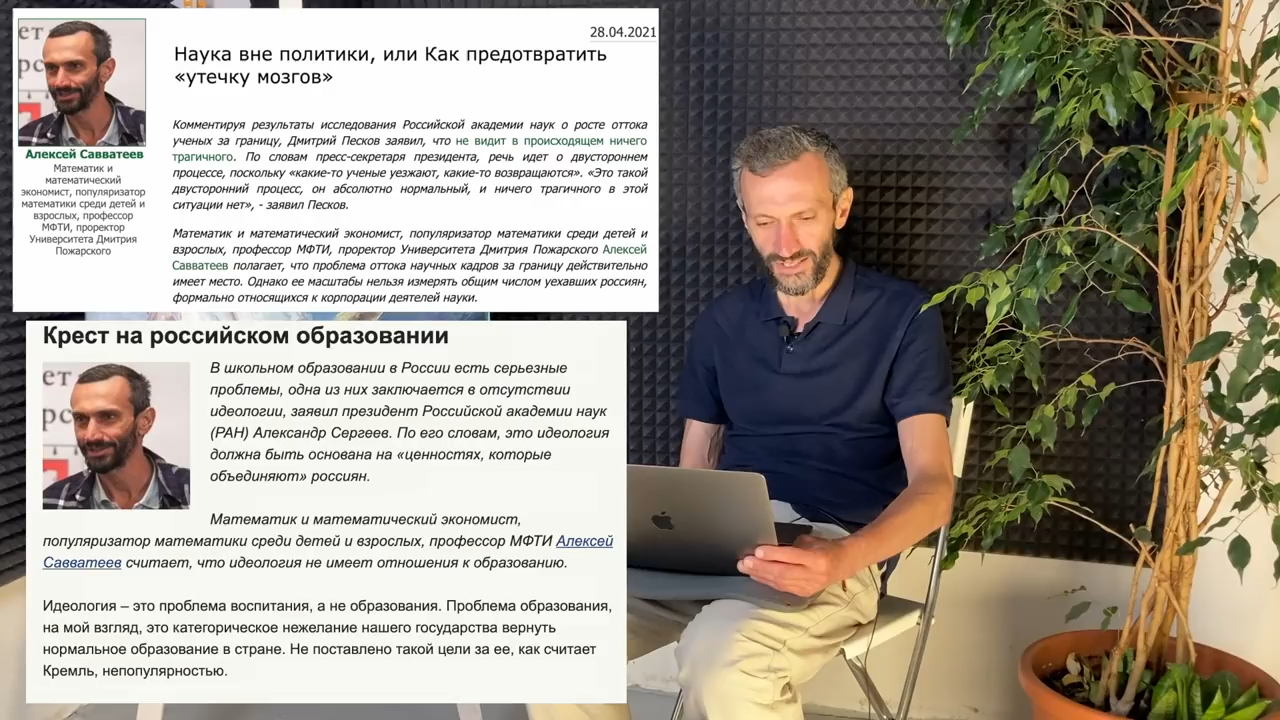 28.04.2021
Наука вне политики, или Как предотвратить
«утечку мозгов»
ет
рс
Алексей Савватеев
Математик и
математический
экономист, популяризатор
математики среди детей и
взрослых, профессор
МФТИ, проректор
Университета Дмитрия
Пожарского
Комментируя результаты исследования Российской академии наук о росте оттока
ученых за границу, Дмитрий Песков заявил, что не видит в происходящем ничего
трагичного. По словам пресс-секретаря президента, речь идет о двустороннем
процессе, поскольку «какие-то ученые уезжают, какие-то возвращаются». «Это такой
двусторонний процесс, он абсолютно нормальный, и ничего трагичного в этой
ситуации нет», - заявил Песков.
Математик и математический экономист, популяризатор математики среди детей и
взрослых, профессор МФТИ, проректор Университета Дмитрия Пожарского Алексей
Савватеев полагает, что проблема оттока научных кадров за границу действительно
имеет место. Однако ее масштабы нельзя измерять общим числом уехавших россиян,
формально относящихся к корпорации деятелей науки.
Крест на российском образовании
ет
рс
В школьном образовании в России есть серьезные
проблемы, одна из них заключается в отсутствии
идеологии, заявил президент Российской академии наук
(РАН) Александр Сергеев. По его словам, это идеология
должна быть основана на «ценностях, которые
объединяют» россиян.
Математик и математический экономист,
популяризатор математики среди детей и взрослых, профессор МФТИ Алексей
Савватеев считает, что идеология не имеет отношения к образованию.
Идеология – это проблема воспитания, а не образования. Проблема образования,
на мой взгляд, это категорическое нежелание нашего государства вернуть
нормальное образование в стране. Не поставлено такой цели за ее, как считает
Кремль, непопулярностью.